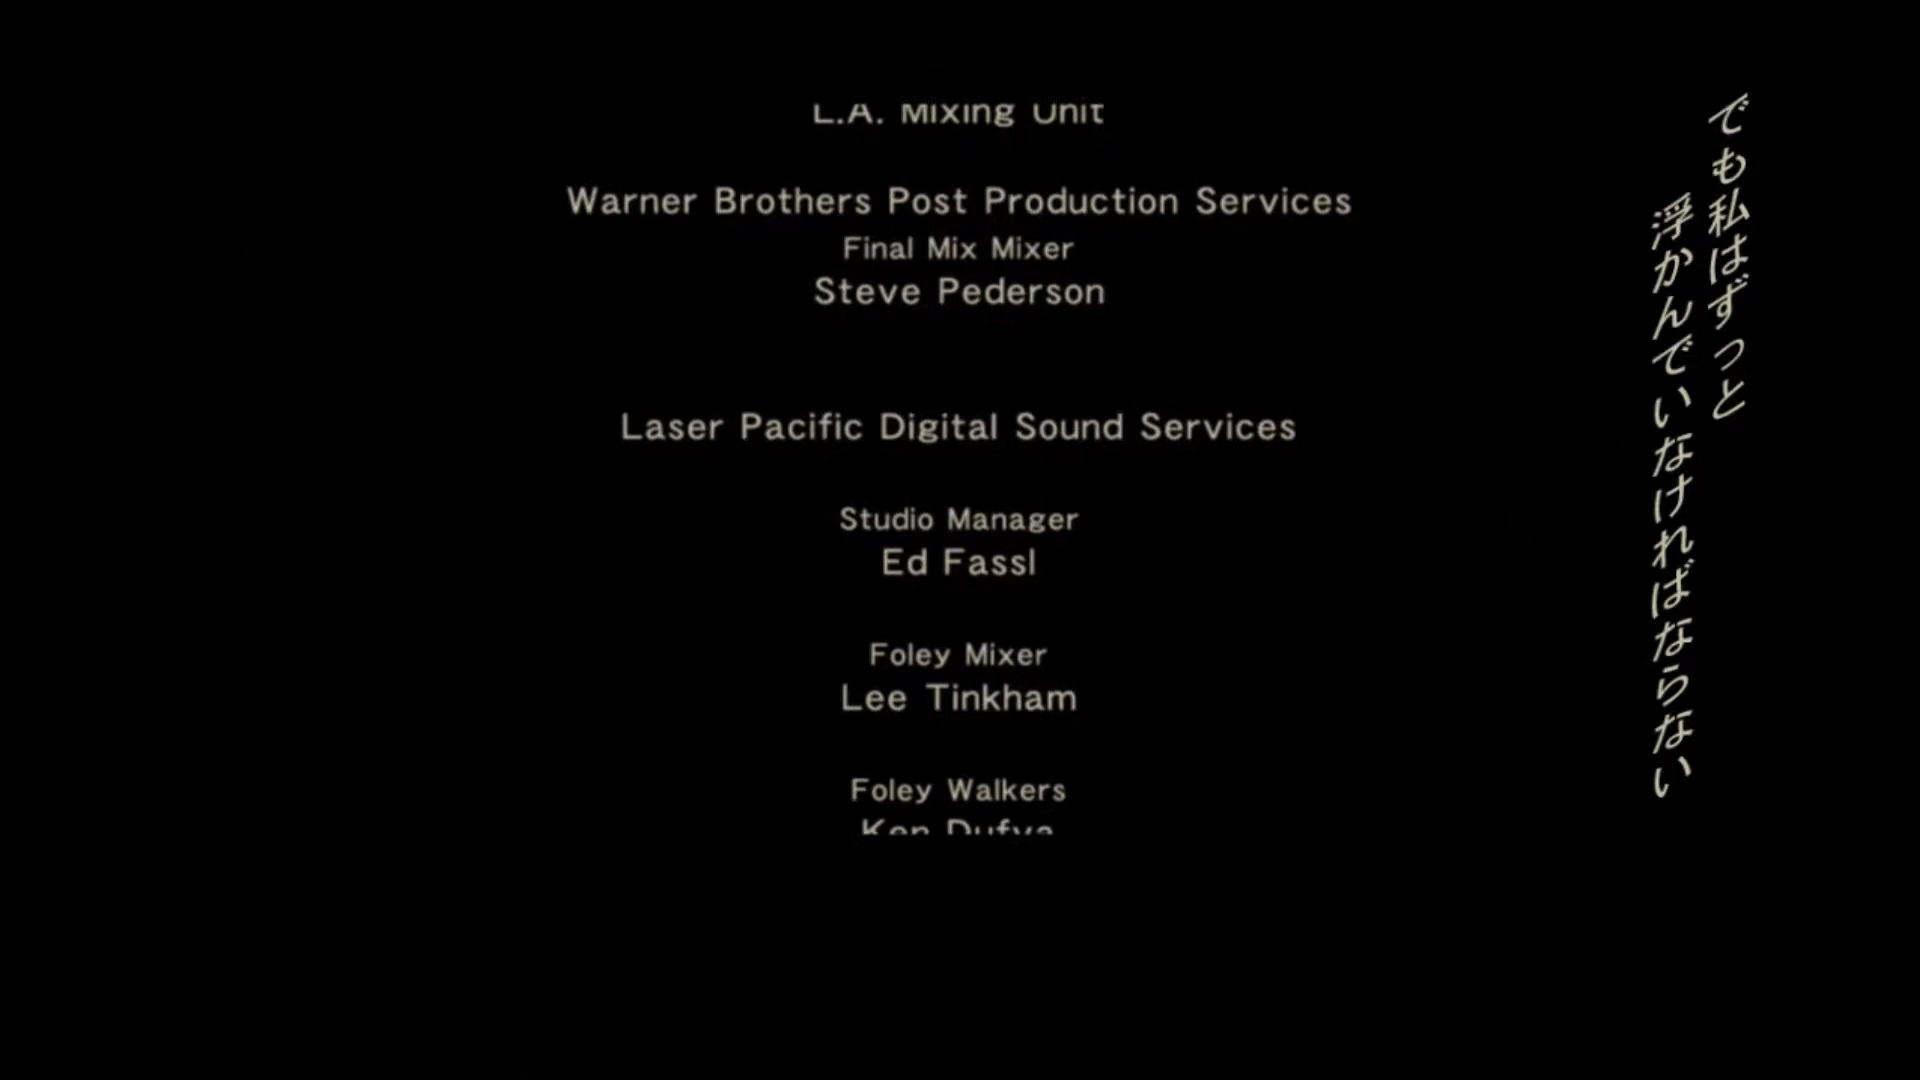 L.A. Mixing Unit
Warner Brothers Post Production Services
Final Mix Mixer
Steve Pederson
Laser Pacific Digital Sound Services
Studio Manager
Ed Fassl
Foley Mixer
Lee Tinkham
Foley Walkers
Ken Dufva
でも私はずっと
浮かんでいなければならない